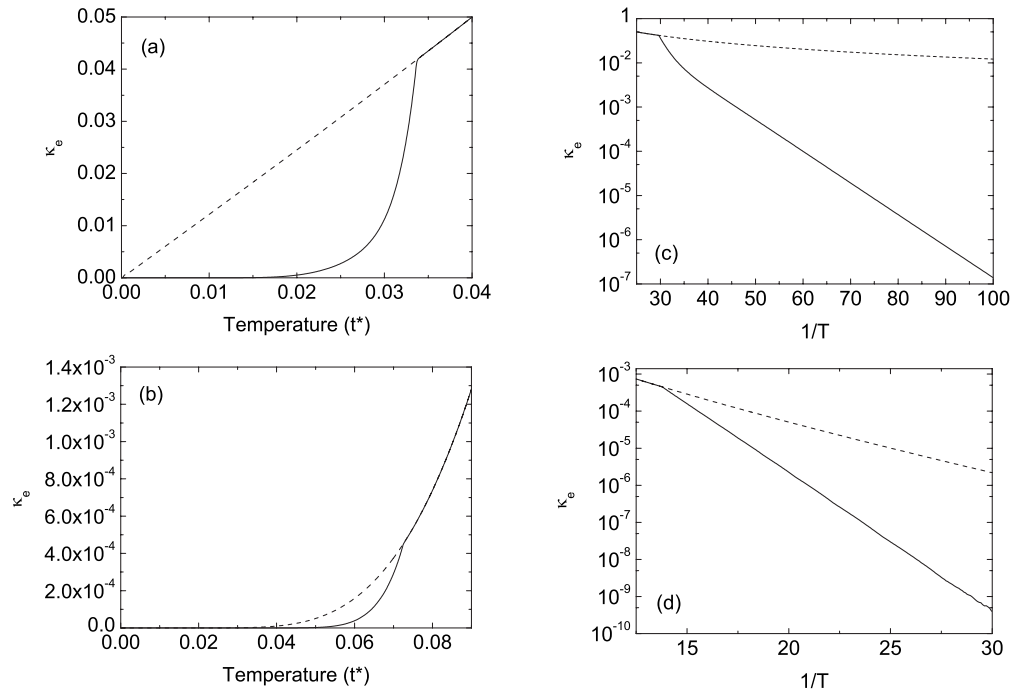 (a)
0.05
0.04
0.03
0.02
0.01
0.00
κe
0.00 0.01 0.02 0.03 0.04
Temperature (t*)
(c)
1
10-2
10-3
10-4
10-5
10-6
10-7
κe
30 40 50 60 70 80 90 100
1/T
(b)
1.4x10-3
1.2x10-3
1.0x10-3
8.0x10-4
6.0x10-4
4.0x10-4
2.0x10-4
0.0
κe
0.00 0.02 0.04 0.06 0.08
Temperature (t*)
(d)
10-3
10-4
10-5
10-6
10-7
10-8
10-9
10-10
κe
15 20 25 30
1/T